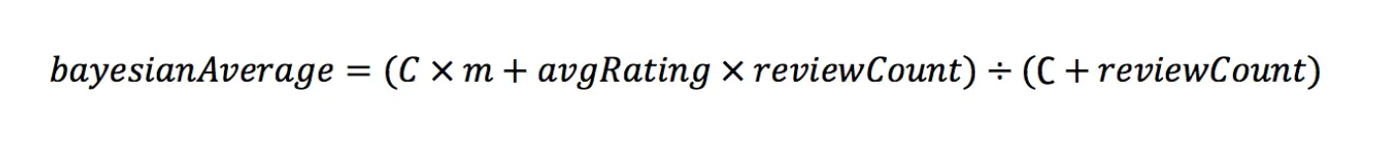 bayesianAverage = (C × m + avgRating × reviewCount) ÷ (C + reviewCount)